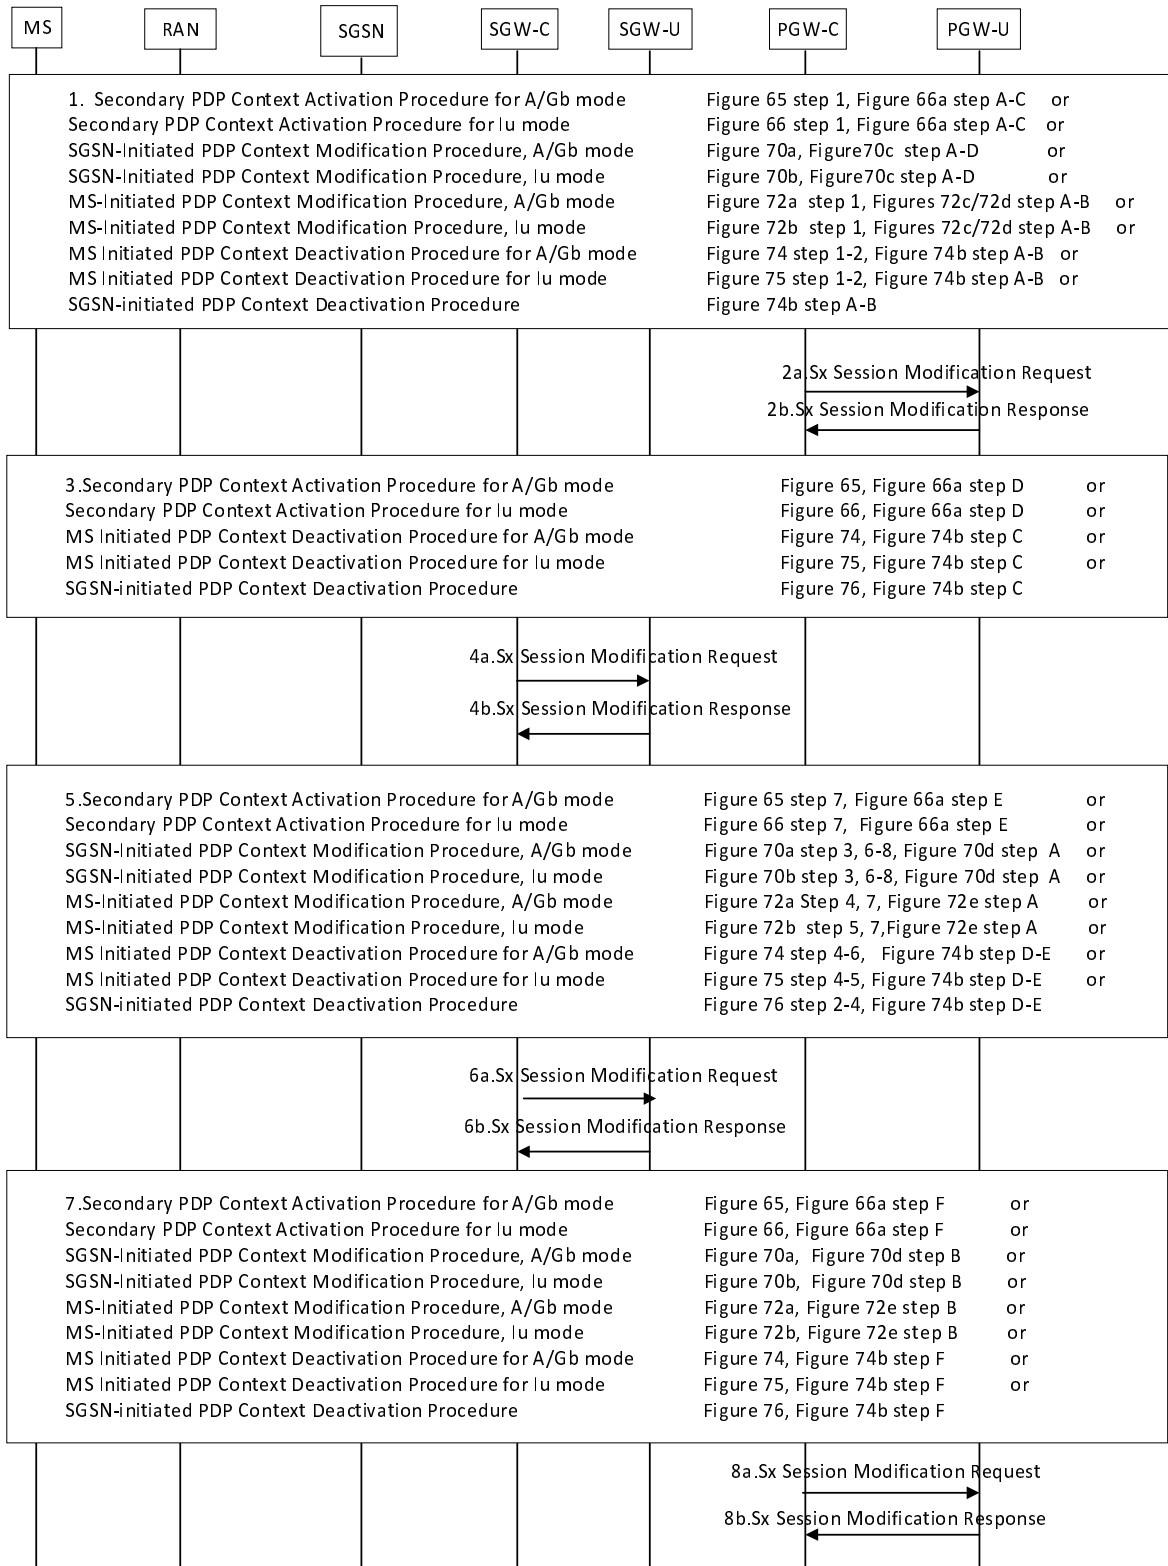 MS RAN SGSN SGW-C SGW-U PGW-C PGW-U
1. Secondary PDP Context Activation Procedure for A/Gb mode Figure 65 step 1, Figure 66a step A-C or
Secondary PDP Context Activation Procedure for Iu mode Figure 66 step 1, Figure 66a step A-C or
SGSN-Initiated PDP Context Modification Procedure, A/Gb mode Figure 70a, Figure70c step A-D or
SGSN-Initiated PDP Context Modification Procedure, Iu mode Figure 70b, Figure70c step A-D or
MS-Initiated PDP Context Modification Procedure, A/Gb mode Figure 72a step 1, Figures 72c/72d step A-B or
MS-Initiated PDP Context Modification Procedure, Iu mode Figure 72b step 1, Figures 72c/72d step A-B or
MS Initiated PDP Context Deactivation Procedure for A/Gb mode Figure 74 step 1-2, Figure 74b step A-B or
MS Initiated PDP Context Deactivation Procedure for Iu mode Figure 75 step 1-2, Figure 74b step A-B or
SGSN-initiated PDP Context Deactivation Procedure Figure 74b step A-B
2a.Sx Session Modification Request
2b.Sx Session Modification Response
3.Secondary PDP Context Activation Procedure for A/Gb mode Figure 65, Figure 66a step D or
Secondary PDP Context Activation Procedure for Iu mode Figure 66, Figure 66a step D or
MS Initiated PDP Context Deactivation Procedure for A/Gb mode Figure 74, Figure 74b step C or
MS Initiated PDP Context Deactivation Procedure for Iu mode Figure 75, Figure 74b step C or
SGSN-initiated PDP Context Deactivation Procedure Figure 76, Figure 74b step C
4a.Sx Session Modification Request
4b.Sx Session Modification Response
5.Secondary PDP Context Activation Procedure for A/Gb mode Figure 65 step 7, Figure 66a step E or
Secondary PDP Context Activation Procedure for Iu mode Figure 66 step 7, Figure 66a step E or
SGSN-Initiated PDP Context Modification Procedure, A/Gb mode Figure 70a step 3, 6-8, Figure 70d step A or
SGSN-Initiated PDP Context Modification Procedure, Iu mode Figure 70b step 3, 6-8, Figure 70d step A or
MS-Initiated PDP Context Modification Procedure, A/Gb mode Figure 72a Step 4, 7, Figure 72e step A or
MS-Initiated PDP Context Modification Procedure, Iu mode Figure 72b step 5, 7,Figure 72e step A or
MS Initiated PDP Context Deactivation Procedure for A/Gb mode Figure 74 step 4-6, Figure 74b step D-E or
MS Initiated PDP Context Deactivation Procedure for Iu mode Figure 75 step 4-5, Figure 74b step D-E or
SGSN-initiated PDP Context Deactivation Procedure Figure 76 step 2-4, Figure 74b step D-E
6a.Sx Session Modification Request
6b.Sx Session Modification Response
7.Secondary PDP Context Activation Procedure for A/Gb mode Figure 65, Figure 66a step F or
Secondary PDP Context Activation Procedure for Iu mode Figure 66, Figure 66a step F or
SGSN-Initiated PDP Context Modification Procedure, A/Gb mode Figure 70a, Figure 70d step B or
SGSN-Initiated PDP Context Modification Procedure, Iu mode Figure 70b, Figure 70d step B or
MS-Initiated PDP Context Modification Procedure, A/Gb mode Figure 72a, Figure 72e step B or
MS-Initiated PDP Context Modification Procedure, Iu mode Figure 72b, Figure 72e step B or
MS Initiated PDP Context Deactivation Procedure for A/Gb mode Figure 74, Figure 74b step F or
MS Initiated PDP Context Deactivation Procedure for Iu mode Figure 75, Figure 74b step F or
SGSN-initiated PDP Context Deactivation Procedure Figure 76, Figure 74b step F
8a.Sx Session Modification Request
8b.Sx Session Modification Response